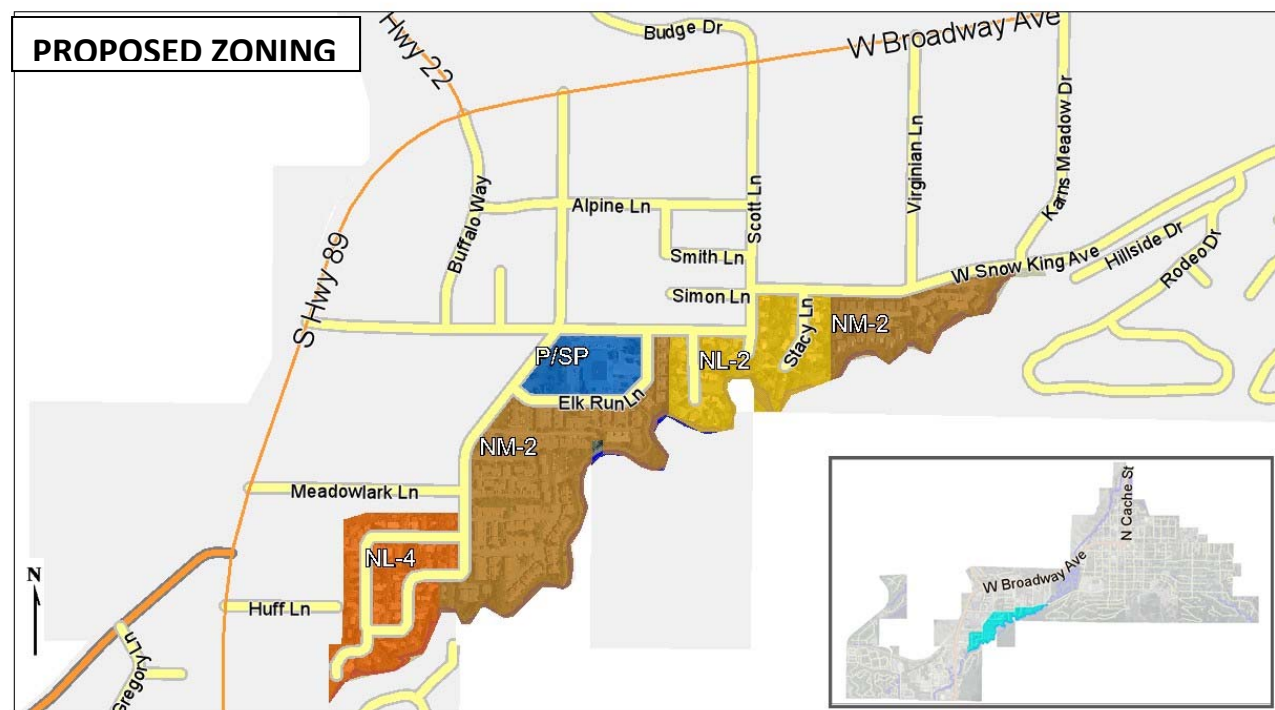 PROPOSED ZONING
Hwy 22
Budge Dr
W Broadway Ave
S Hwy 89
Buffalo Way
Alpine Ln
Scott Ln
Virginian Ln
Karns Meadow Dr
Smith Ln
Simon Ln
W Snow King Ave
Hillside Dr
Rodeo Dr
Stacy Ln
NM-2
P/SP
NL-2
Elk Run Ln
NM-2
Meadowlark Ln
NL-4
Huff Ln
Gregory Ln
N
N Cache St
W Broadway Ave